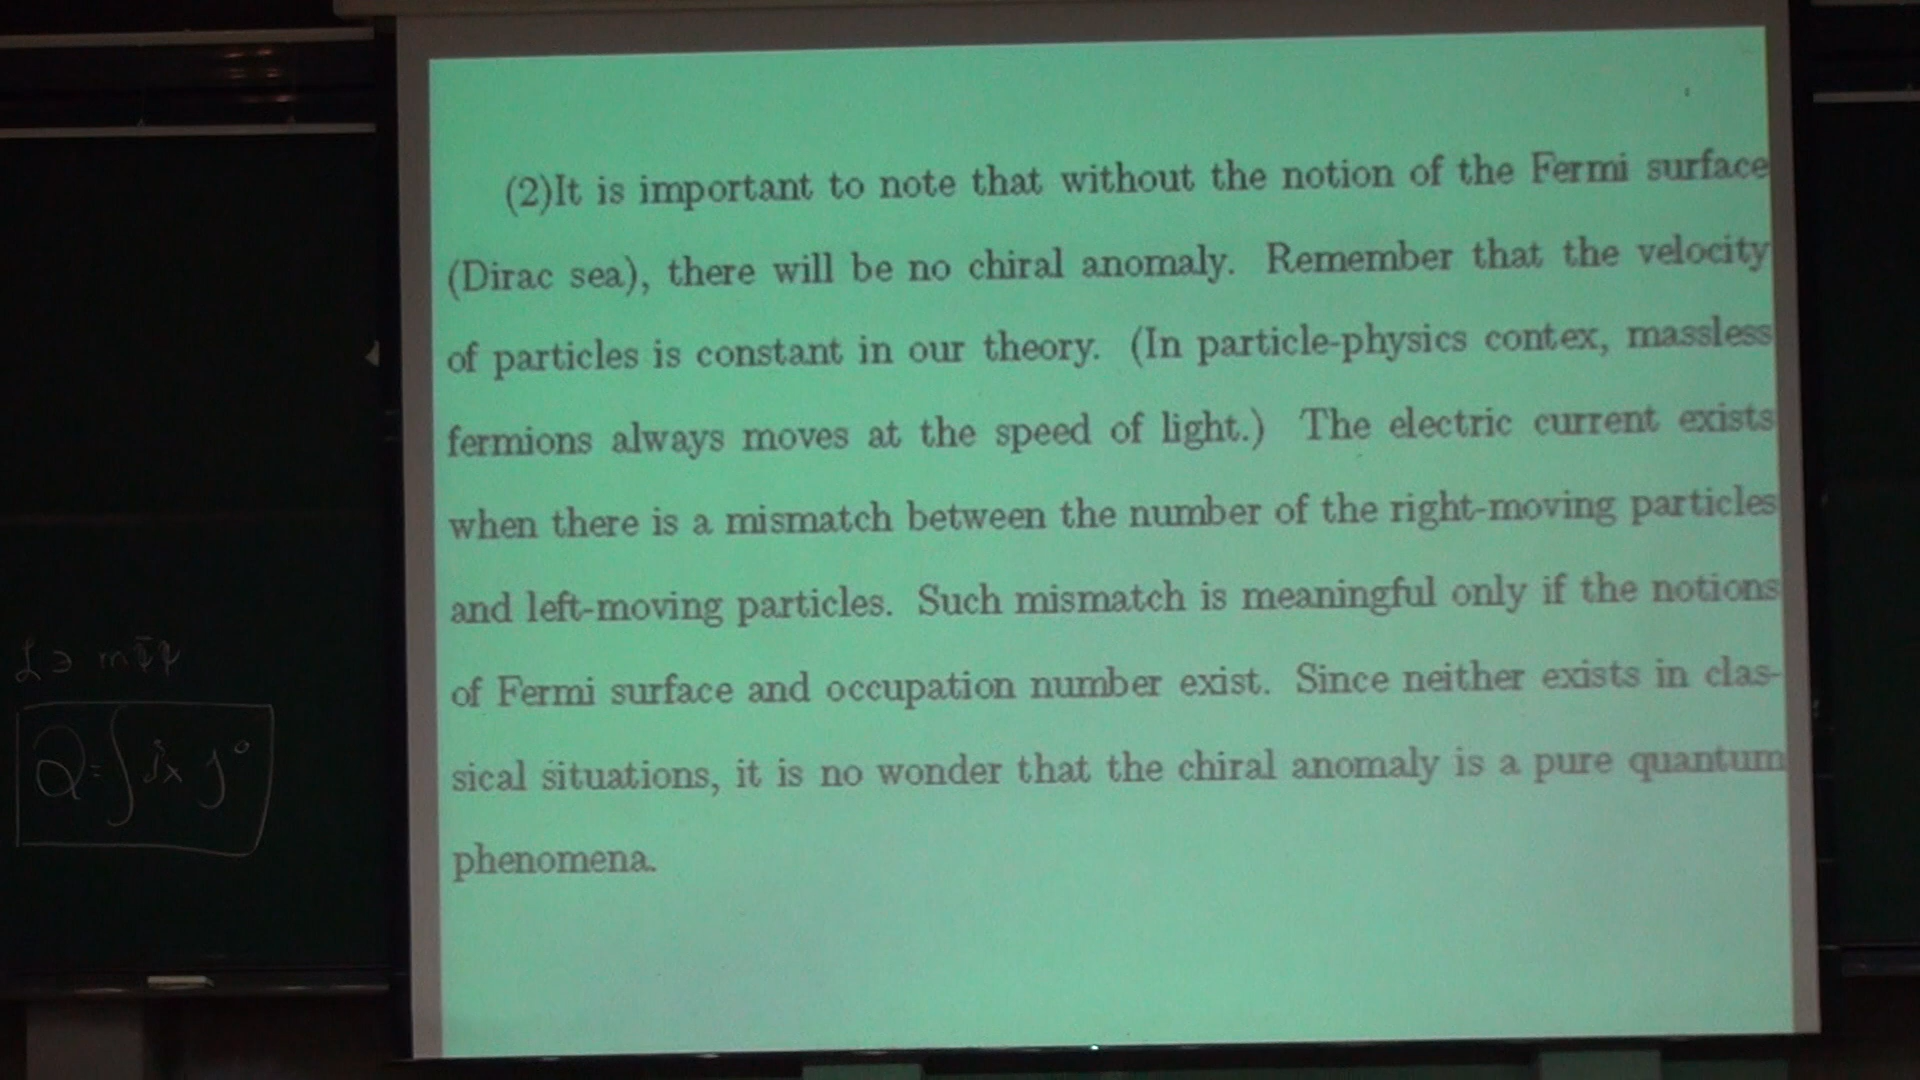 (2)It is important to note that without the notion of the Fermi surface
(Dirac sea), there will be no chiral anomaly. Remember that the velocity
of particles is constant in our theory. (In particle-physics contex, massless
fermions always moves at the speed of light.) The electric current exists
when there is a mismatch between the number of the right-moving particles
and left-moving particles. Such mismatch is meaningful only if the notions
of Fermi surface and occupation number exist. Since neither exists in clas-
sical situations, it is no wonder that the chiral anomaly is a pure quantum
phenomena.
Q=∫d³x j⁰